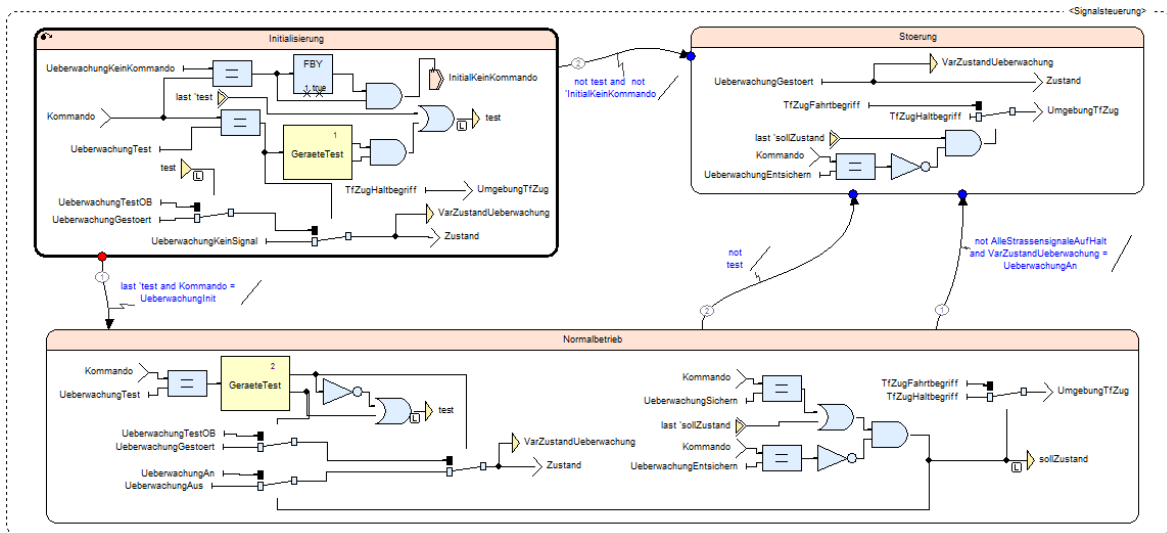 <Signalsteuerung>
Initialisierung
UeberwachungKeinKommando
FBY
1 true
InitialKeinKommando
last 'test
Kommando
L
test
UeberwachungTest
1
GeraeteTest
test
L
TfZugHaltbegriff
UmgebungTfZug
UeberwachungTestOB
UeberwachungGestoert
VarZustandUeberwachung
UeberwachungKeinSignal
Zustand
2
not test and not
'InitialKeinKommando
Stoerung
VarZustandUeberwachung
UeberwachungGestoert
Zustand
TfZugFahrtbegriff
TfZugHaltbegriff
UmgebungTfZug
last 'sollZustand
Kommando
UeberwachungEntsichern
1
last 'test and Kommando =
UeberwachungInit
not
test
2
not AlleStrassensignaleAufHalt
and VarZustandUeberwachung =
UeberwachungAn
1
Normalbetrieb
Kommando
UeberwachungTest
2
GeraeteTest
L
test
UeberwachungTestOB
UeberwachungGestoert
VarZustandUeberwachung
UeberwachungAn
UeberwachungAus
Zustand
Kommando
UeberwachungSichern
last 'sollZustand
Kommando
UeberwachungEntsichern
TfZugFahrtbegriff
TfZugHaltbegriff
UmgebungTfZug
L
sollZustand